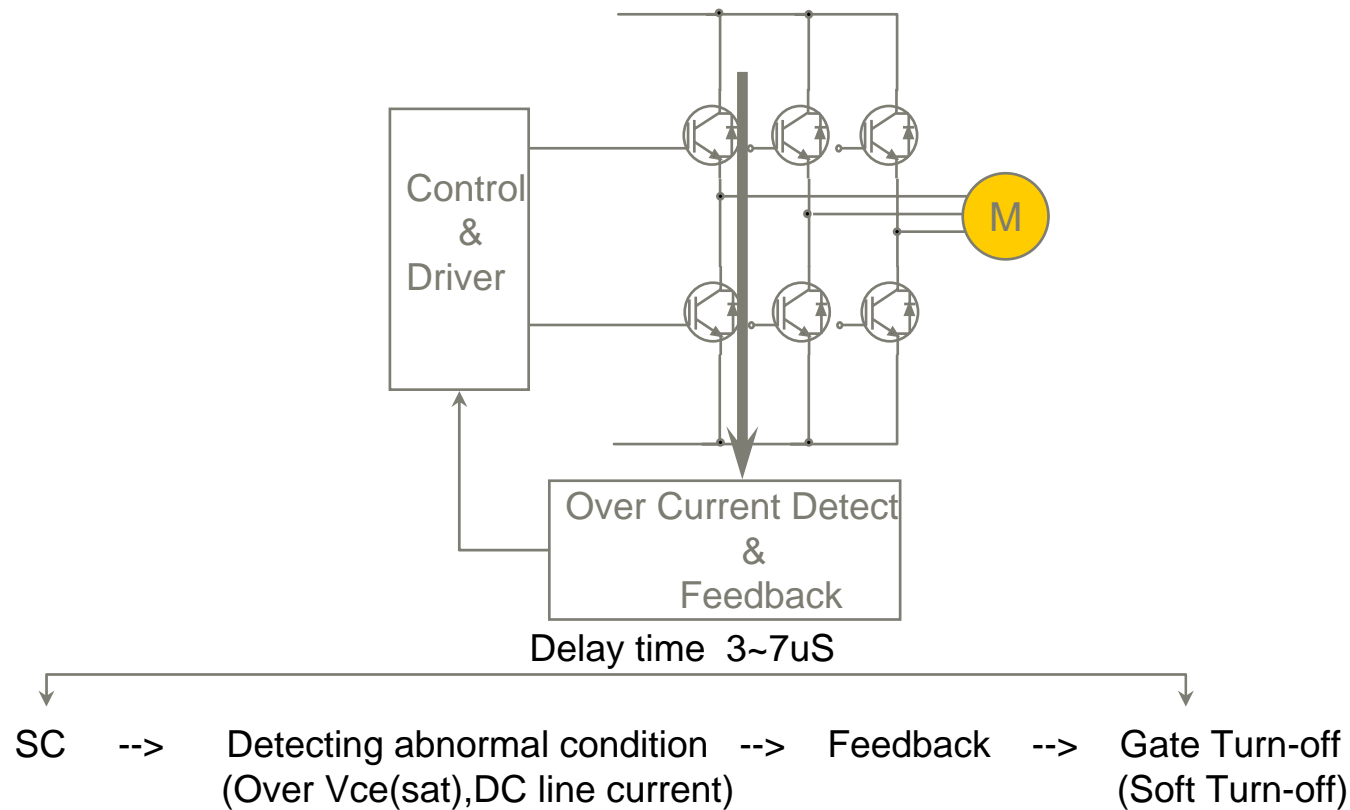 Control
&
Driver
M
Over Current Detect
&
Feedback
Delay time 3~7uS
SC --> Detecting abnormal condition --> Feedback --> Gate Turn-off
(Over Vce(sat),DC line current) (Soft Turn-off)